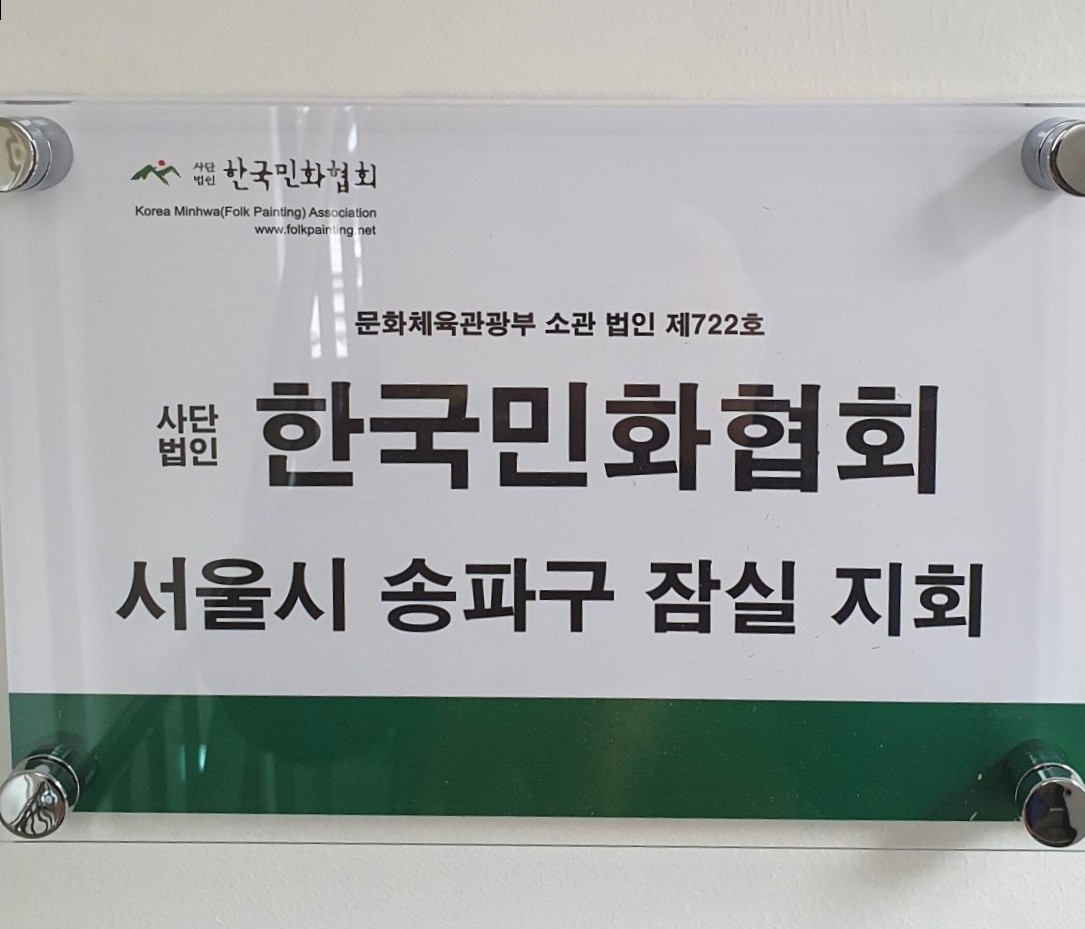 사단
법인 한국민화협회
Korea Minhwa(Folk Painting) Association
www.folkpainting.net
문화체육관광부 소관 법인 제722호
사단
법인 한국민화협회
서울시 송파구 잠실 지회